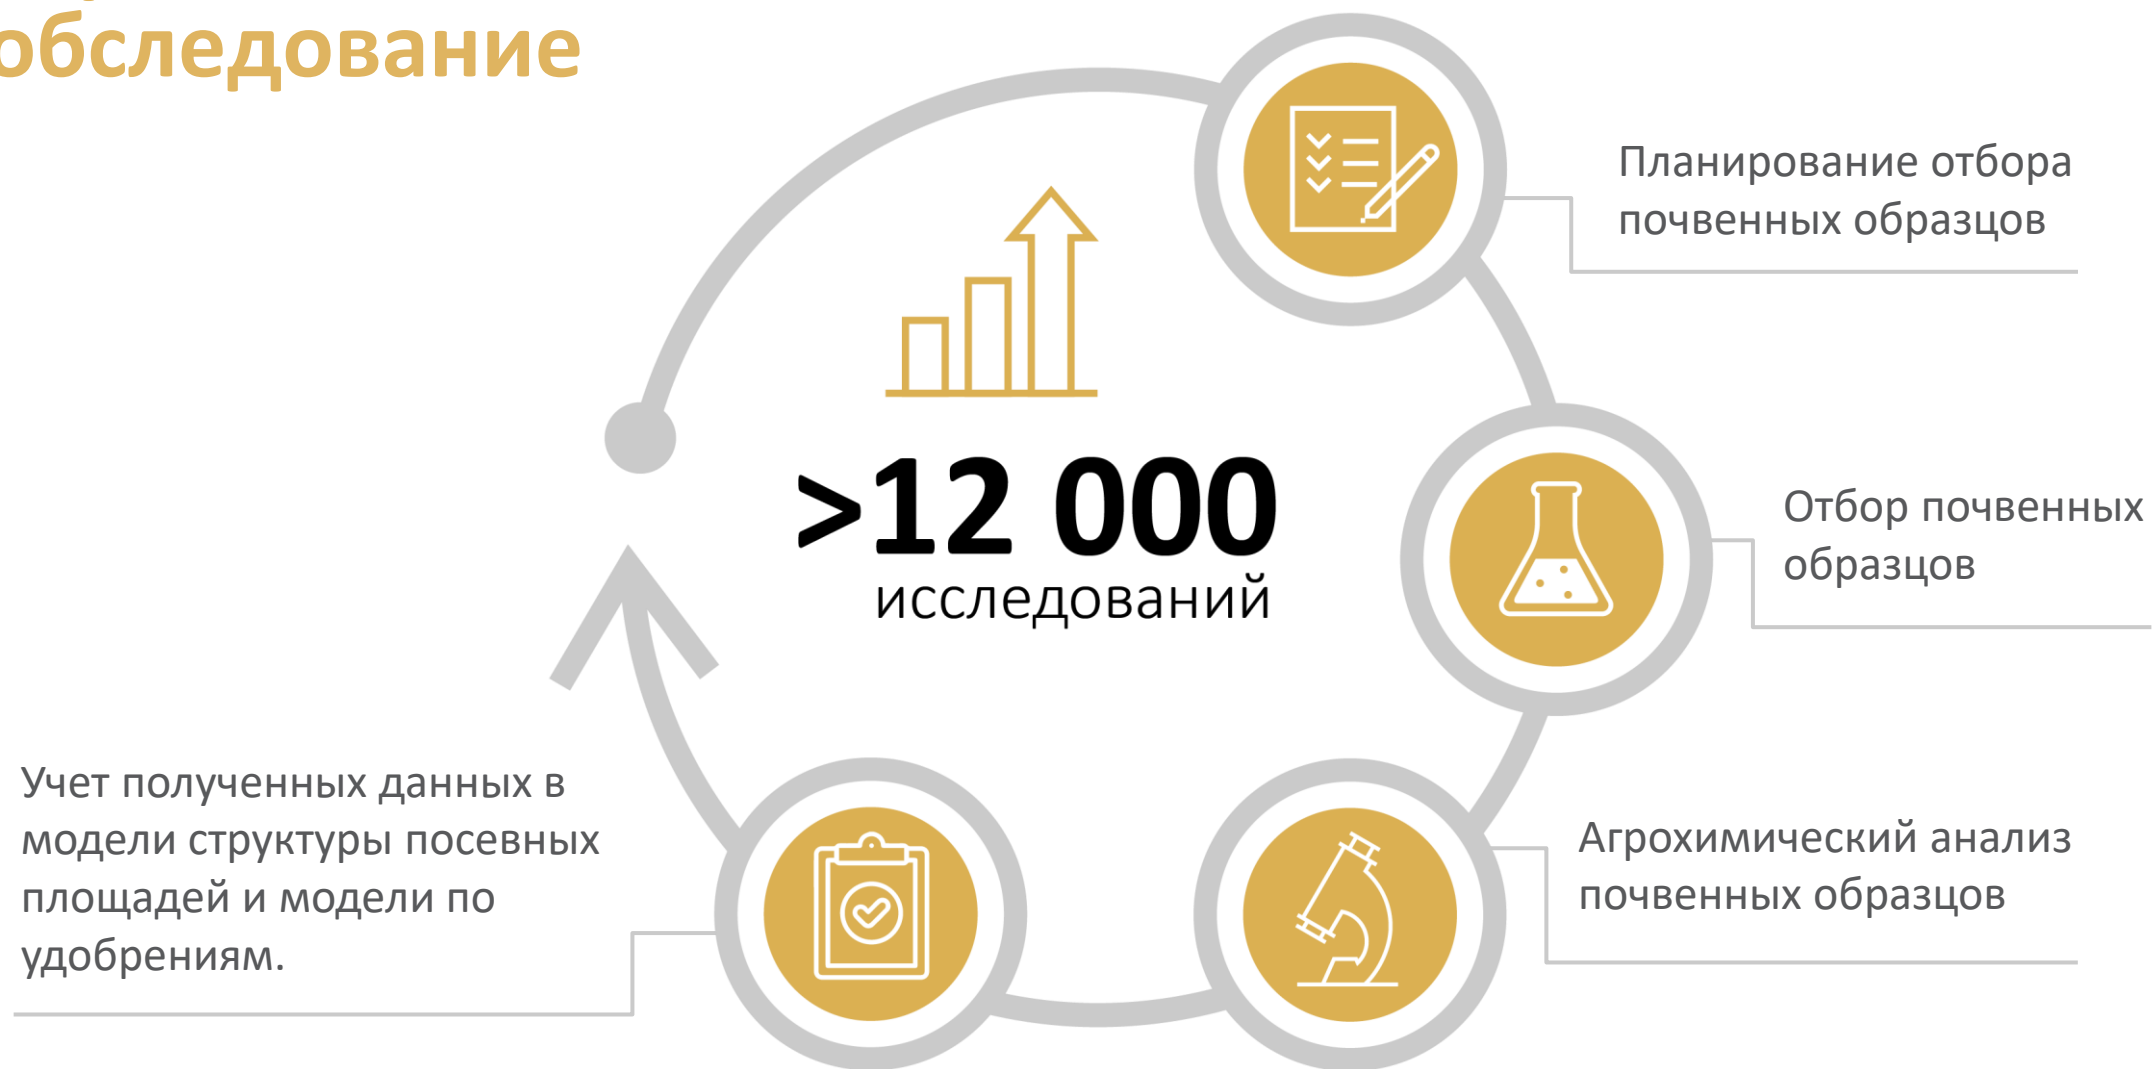 обследование
Планирование отбора
почвенных образцов
>12 000
исследований
Отбор почвенных
образцов
Агрохимический анализ
почвенных образцов
Учет полученных данных в
модели структуры посевных
площадей и модели по
удобрениям.